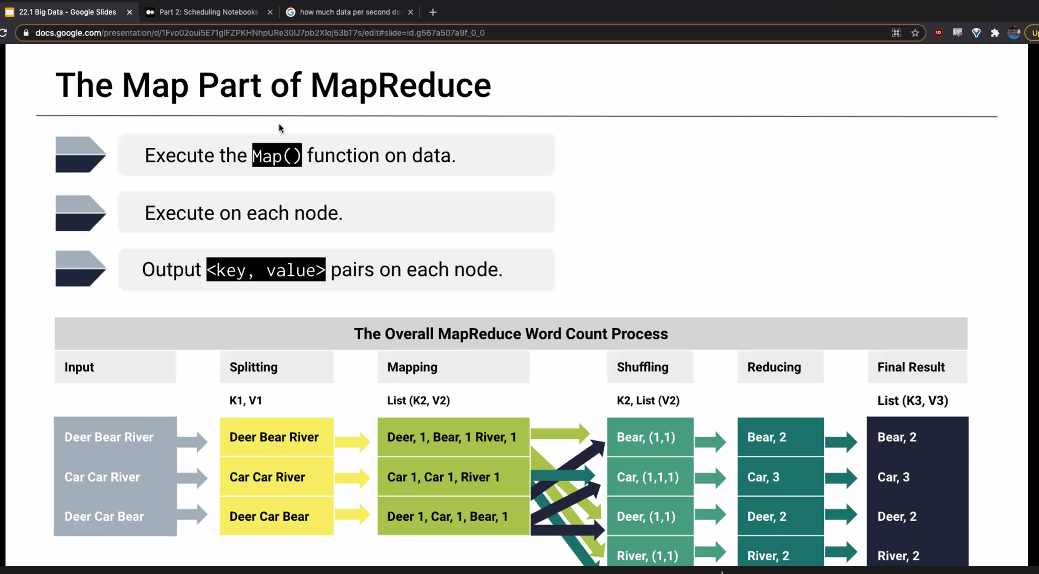 22.1 Big Data - Google Slides
Part 2: Scheduling Notebooks
how much data per second do
docs.google.com/presentation/d/1Fvo02oui5E71glFZPKHNhpURe30IJ7pb2Xloj53bT7s/edit#slide=id.g567a507a9f_0_0
The Map Part of MapReduce
Execute the Map() function on data.
Execute on each node.
Output <key, value> pairs on each node.
The Overall MapReduce Word Count Process
Input Splitting Mapping Shuffling Reducing Final Result
K1, V1 List (K2, V2) K2, List (V2) List (K3, V3)
Deer Bear River Deer Bear River Deer, 1, Bear, 1 River, 1 Bear, (1,1) Bear, 2 Bear, 2
Car Car River Car Car River Car 1, Car 1, River 1 Car, (1,1,1) Car, 3 Car, 3
Deer Car Bear Deer Car Bear Deer 1, Car, 1, Bear, 1 Deer, (1,1) Deer, 2 Deer, 2
River, (1,1) River, 2 River, 2